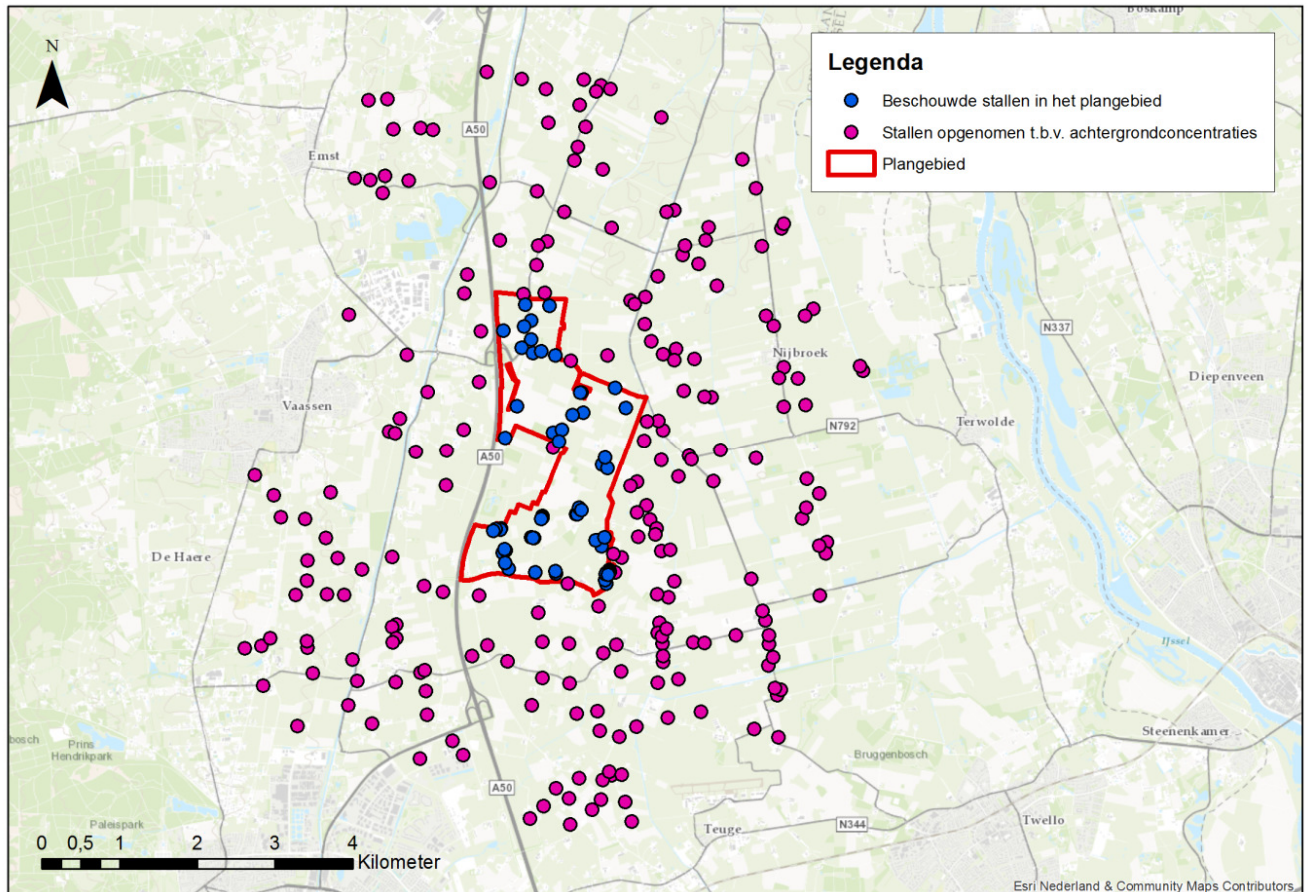 Boskamp
N
Legenda
Beschouwde stallen in het plangebied
Stallen opgenomen t.b.v. achtergrondconcentraties
Plangebied
A50
Emst
N337
Nijbroek
Diepenveen
Vaassen
Terwolde
N792
A50
De Haere
IJssel
Steenenkamer
Prins
Hendrikpark
Bruggenbosch
A50
Paleispark
Teuge
N344
Twello
0 0,5 1 2 3 4
Kilometer
Esri Nederland & Community Maps Contributors